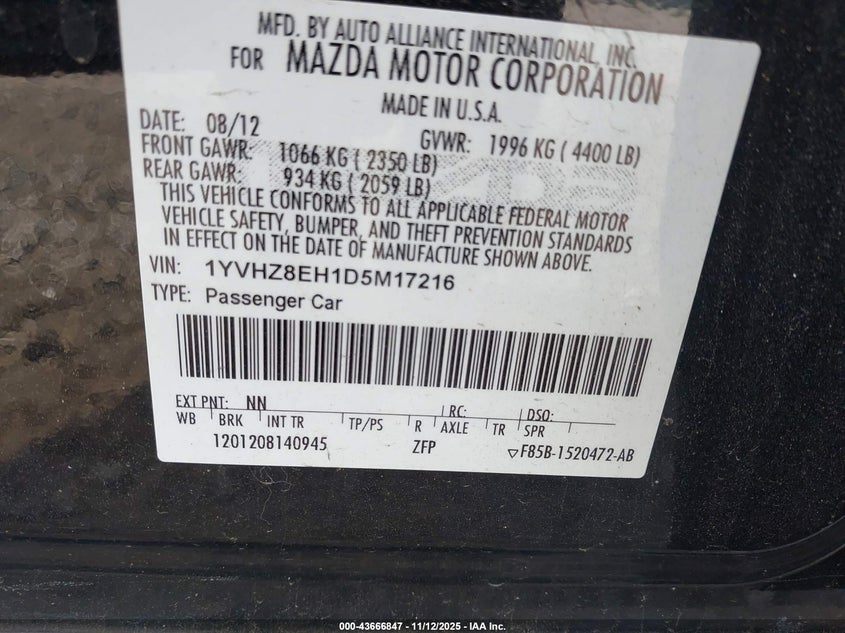 MFD. BY AUTO ALLIANCE INTERNATIONAL, INC.
FOR MAZDA MOTOR CORPORATION
MADE IN U.S.A.
DATE: 08/12 GVWR: 1996 KG ( 4400 LB)
FRONT GAWR: 1066 KG ( 2350 LB)
REAR GAWR: 934 KG ( 2059 LB)
THIS VEHICLE CONFORMS TO ALL APPLICABLE FEDERAL MOTOR
VEHICLE SAFETY, BUMPER, AND THEFT PREVENTION STANDARDS
IN EFFECT ON THE DATE OF MANUFACTURE SHOWN ABOVE.
VIN: 1YVHZ8EH1D5M17216
TYPE: Passenger Car
EXT PNT: NN RC: DSO:
WB BRK INT TR TP/PS R AXLE TR SPR
1201208140945 ZFP ▽F85B-1520472-AB
000-43666847 - 11/12/2025 - IAA Inc.